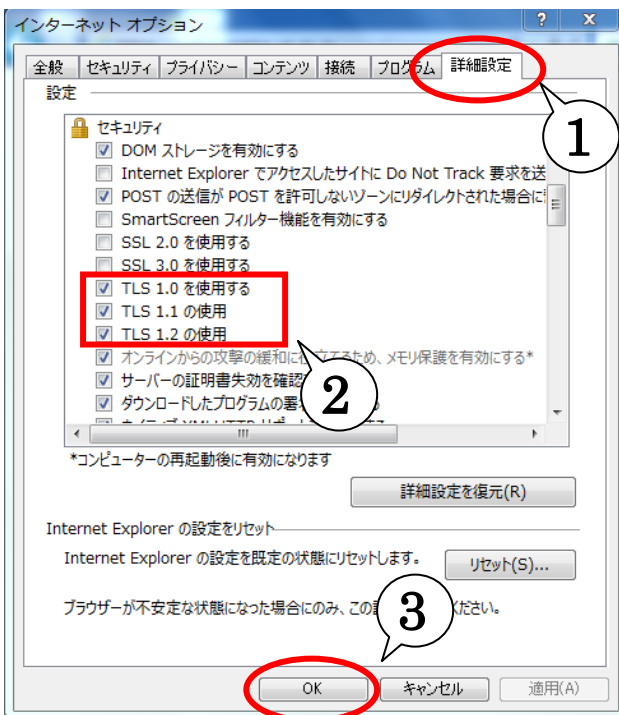 インターネット オプション
? X
全般 セキュリティ プライバシー コンテンツ 接続 プログラム 詳細設定
設定
1
セキュリティ
DOM ストレージを有効にする
Internet Explorer でアクセスしたサイトに Do Not Track 要求を送
POST の送信が POST を許可しないゾーンにリダイレクトされた場合に
SmartScreen フィルター機能を有効にする
SSL 2.0 を使用する
SSL 3.0 を使用する
TLS 1.0 を使用する
TLS 1.1 の使用
TLS 1.2 の使用
オンラインからの攻撃の緩和に役立てるため、メモリ保護を有効にする*
サーバーの証明書失効を確認
2
ダウンロードしたプログラムの署
*コンピューターの再起動後に有効になります
詳細設定を復元(R)
Internet Explorer の設定をリセット
Internet Explorer の設定を既定の状態にリセットします。
リセット(S)...
ブラウザーが不安定な状態になった場合にのみ、この ください。
3
OK キャンセル 適用(A)